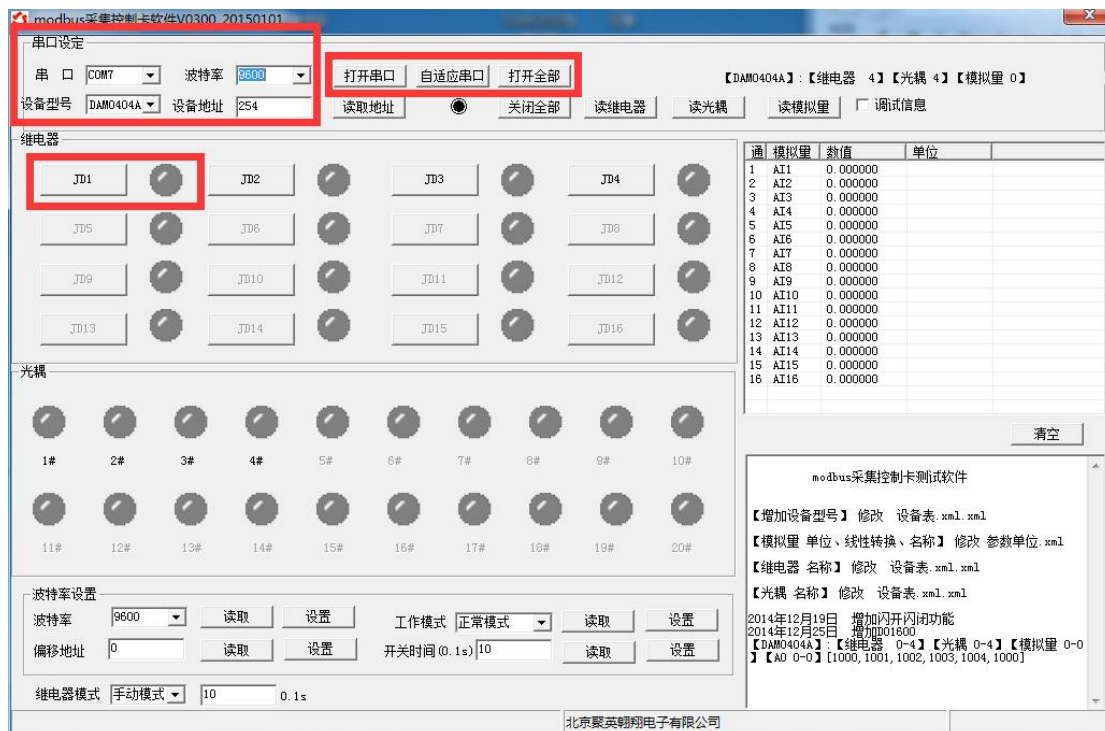 modbus采集控制卡软件V0300_20150101
串口设定
串 口 COM7 波特率 9600 打开串口 自适应串口 打开全部 【DAM0404A】:【继电器 4】【光耦 4】【模拟量 0】
设备型号 DAM0404A 设备地址 254 读取地址 关闭全部 读继电器 读光耦 读模拟量 调试信息
继电器
JD1 JD2 JD3 JD4
JD5 JD6 JD7 JD8
JD9 JD10 JD11 JD12
JD13 JD14 JD15 JD16
通 模拟量 数值 单位
1 AI1 0.000000
2 AI2 0.000000
3 AI3 0.000000
4 AI4 0.000000
5 AI5 0.000000
6 AI6 0.000000
7 AI7 0.000000
8 AI8 0.000000
9 AI9 0.000000
10 AI10 0.000000
11 AI11 0.000000
12 AI12 0.000000
13 AI13 0.000000
14 AI14 0.000000
15 AI15 0.000000
16 AI16 0.000000
清空
光耦
1# 2# 3# 4# 5# 6# 7# 8# 9# 10#
11# 12# 13# 14# 15# 16# 17# 18# 19# 20#
modbus采集控制卡测试软件
【增加设备型号】 修改 设备表.xml.xml
【模拟量 单位、线性转换、名称】 修改 参数单位.xml
【继电器 名称】 修改 设备表.xml.xml
【光耦 名称】 修改 设备表.xml.xml
2014年12月19日 增加闪开闪闭功能
2014年12月25日 增加DO1600
【DAM0404A】:【继电器 0-4】【光耦 0-4】【模拟量 0-0
】【AO 0-0】[1000,1001,1002,1003,1004,1000]
波特率设置
波特率 9600 读取 设置 工作模式 正常模式 读取 设置
偏移地址 0 读取 设置 开关时间(0.1s) 10 读取 设置
继电器模式 手动模式 10 0.1s
北京聚英翱翔电子有限公司